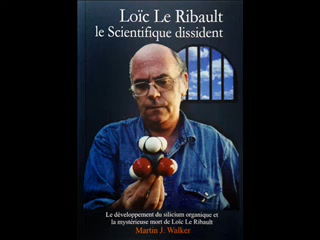 Loïc Le Ribault
le Scientifique dissident
Le développement du silicium organique et
la mystérieuse mort de Loïc Le Ribault
Martin J. Walker